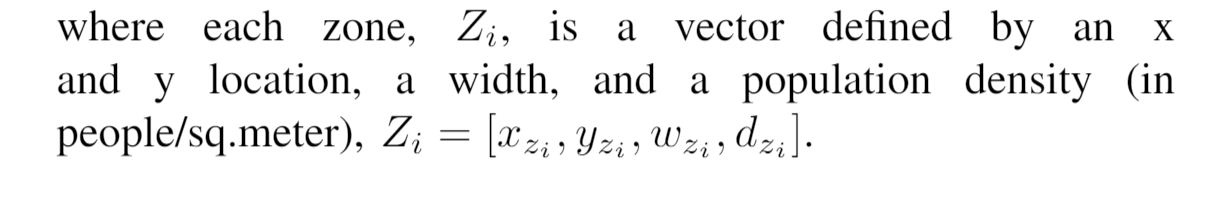 where each zone, $Z_i$, is a vector defined by an x
and y location, a width, and a population density (in
people/sq.meter), $Z_i = [x_{z_i}, y_{z_i}, w_{z_i}, d_{z_i}]$.